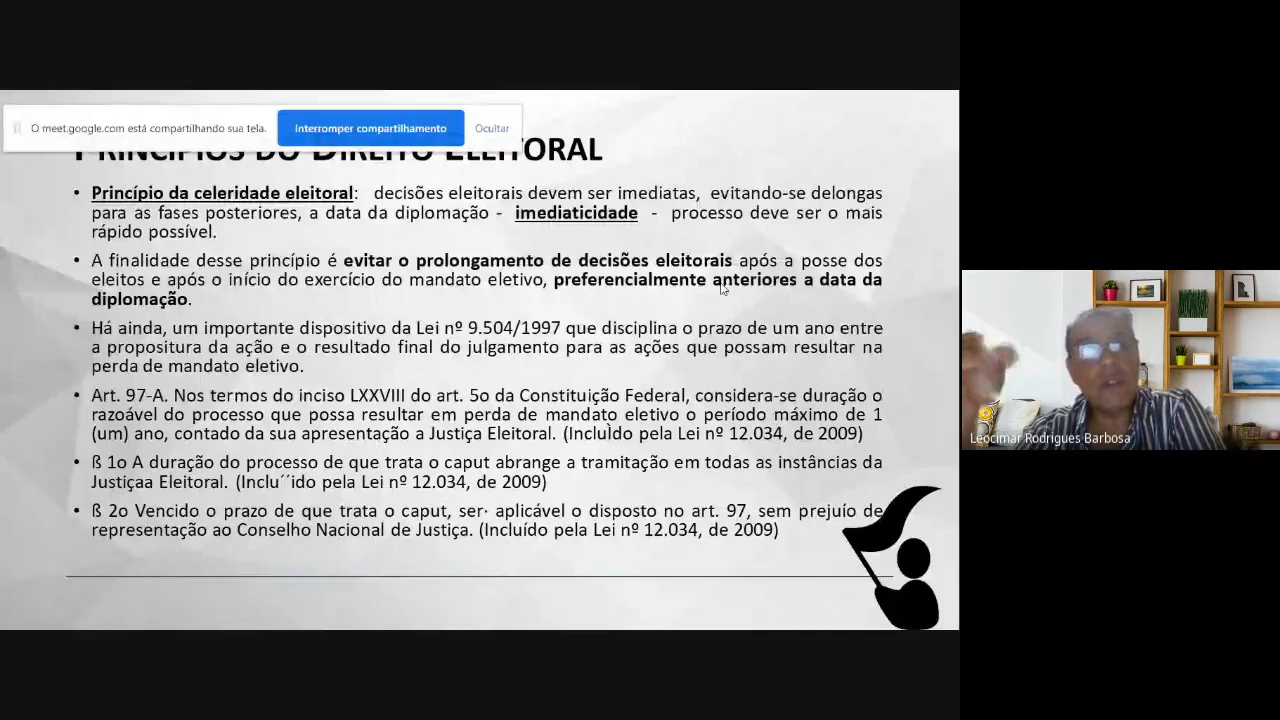 O meet.google.com está compartilhando sua tela.
Interromper compartilhamento
Ocultar
PRINCÍPIOS DO DIREITO ELEITORAL
• Princípio da celeridade eleitoral: decisões eleitorais devem ser imediatas, evitando-se delongas
para as fases posteriores, a data da diplomação - imediaticidade - processo deve ser o mais
rápido possível.
• A finalidade desse princípio é evitar o prolongamento de decisões eleitorais após a posse dos
eleitos e após o início do exercício do mandato eletivo, preferencialmente anteriores a data da
diplomação.
• Há ainda, um importante dispositivo da Lei nº 9.504/1997 que disciplina o prazo de um ano entre
a propositura da ação e o resultado final do julgamento para as ações que possam resultar na
perda de mandato eletivo.
• Art. 97-A. Nos termos do inciso LXXVIII do art. 5o da Constituição Federal, considera-se duração o
razoável do processo que possa resultar em perda de mandato eletivo o período máximo de 1
(um) ano, contado da sua apresentação a Justiça Eleitoral. (IncluÌdo pela Lei nº 12.034, de 2009)
• ß 1o A duração do processo de que trata o caput abrange a tramitação em todas as instâncias da
Justiçaa Eleitoral. (Inclu´´ido pela Lei nº 12.034, de 2009)
• ß 2o Vencido o prazo de que trata o caput, ser· aplicável o disposto no art. 97, sem prejuío de
representação ao Conselho Nacional de Justiça. (Incluído pela Lei nº 12.034, de 2009)
Leocimar Rodrigues Barbosa